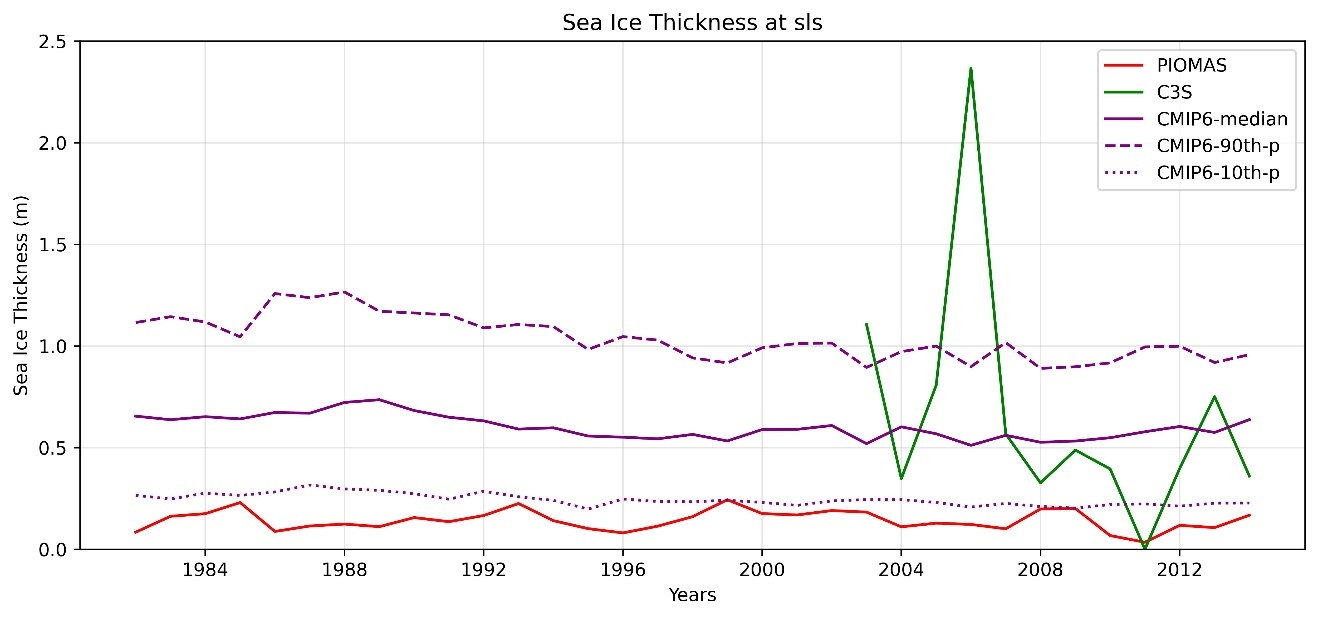 Sea Ice Thickness at sls
2.5
2.0
1.5
1.0
0.5
0.0
Sea Ice Thickness (m)
PIOMAS
C3S
CMIP6-median
CMIP6-90th-p
CMIP6-10th-p
1984 1988 1992 1996 2000 2004 2008 2012
Years